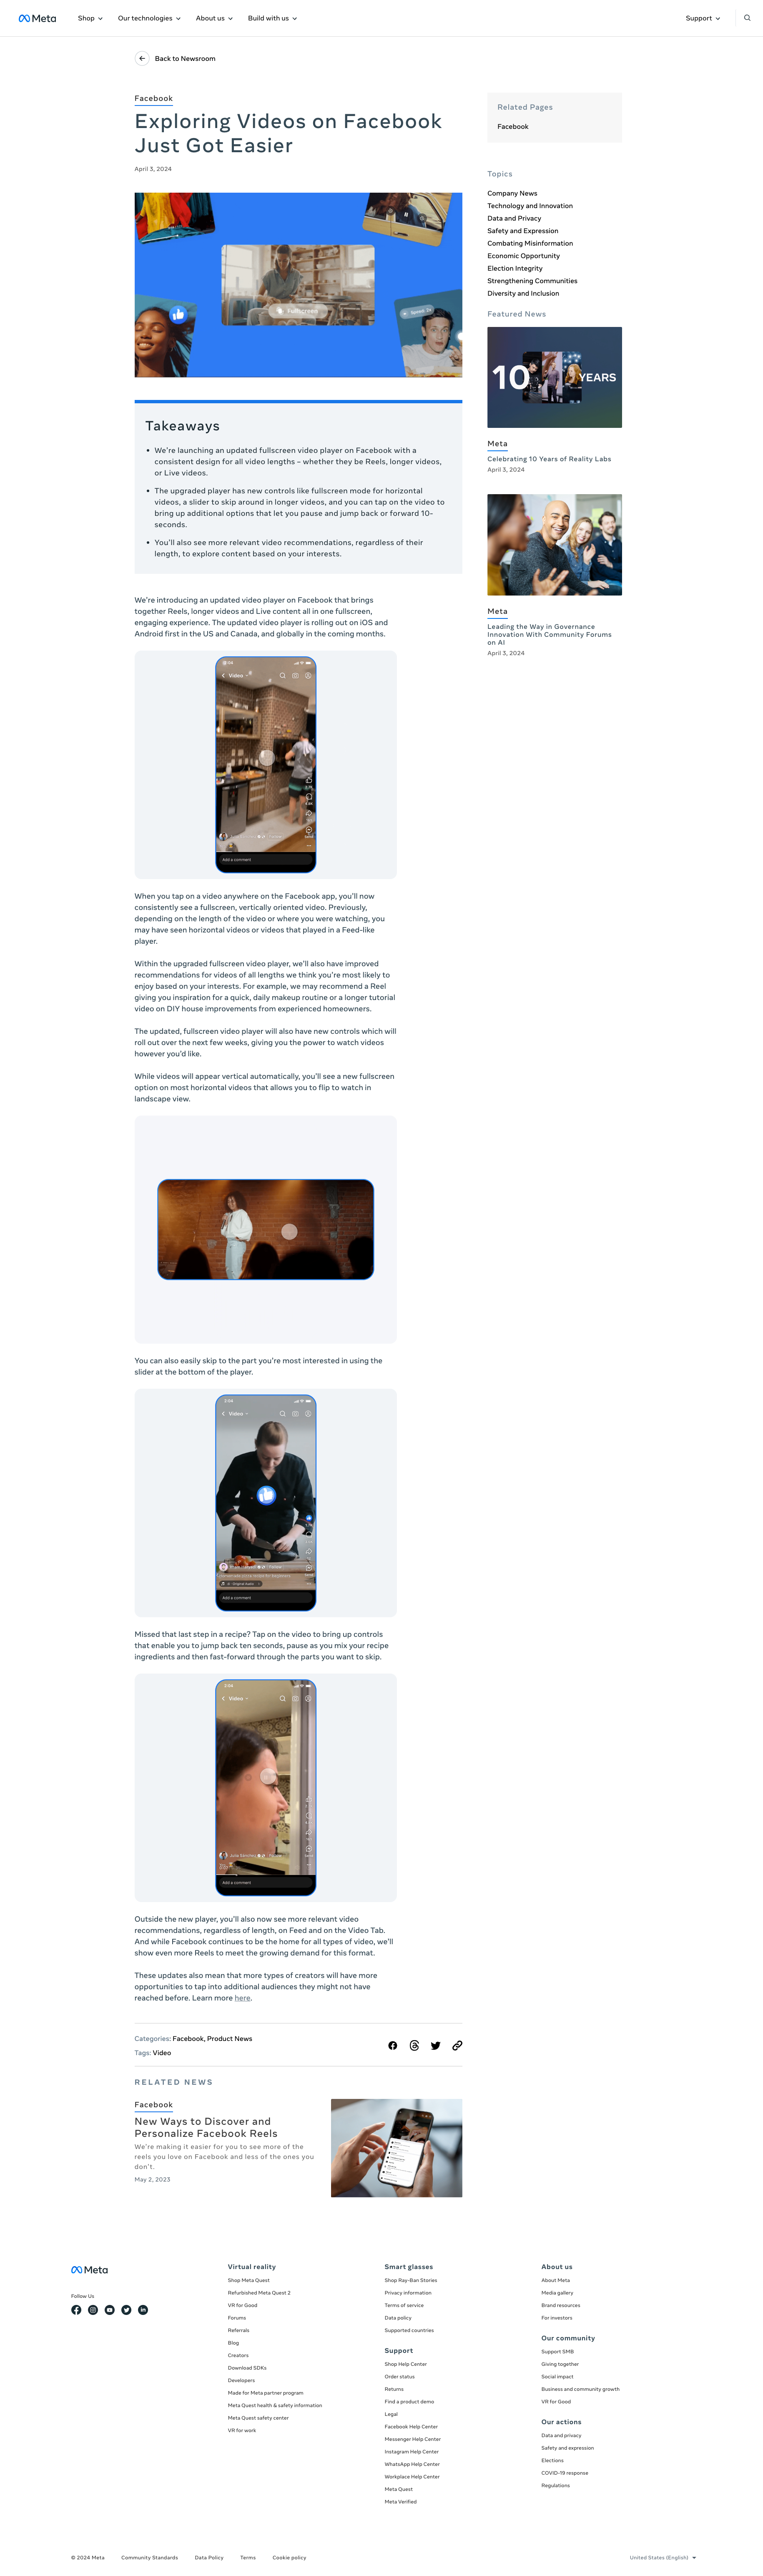 Meta
Shop
Our technologies
About us
Build with us
Support
Back to Newsroom
Facebook
Exploring Videos on Facebook
Just Got Easier
April 3, 2024
Fullscreen
Speed: 2x
Takeaways
• We're launching an updated fullscreen video player on Facebook with a
consistent design for all video lengths – whether they be Reels, longer videos,
or Live videos.
• The upgraded player has new controls like fullscreen mode for horizontal
videos, a slider to skip around in longer videos, and you can tap on the video to
bring up additional options that let you pause and jump back or forward 10-
seconds.
• You'll also see more relevant video recommendations, regardless of their
length, to explore content based on your interests.
We're introducing an updated video player on Facebook that brings
together Reels, longer videos and Live content all in one fullscreen,
engaging experience. The updated video player is rolling out on iOS and
Android first in the US and Canada, and globally in the coming months.
Video
Add a comment
When you tap on a video anywhere on the Facebook app, you'll now
consistently see a fullscreen, vertically oriented video. Previously,
depending on the length of the video or where you were watching, you
may have seen horizontal videos or videos that played in a Feed-like
player.
Within the upgraded fullscreen video player, we'll also have improved
recommendations for videos of all lengths we think you're most likely to
enjoy based on your interests. For example, we may recommend a Reel
giving you inspiration for a quick, daily makeup routine or a longer tutorial
video on DIY house improvements from experienced homeowners.
The updated, fullscreen video player will also have new controls which will
roll out over the next few weeks, giving you the power to watch videos
however you'd like.
While videos will appear vertical automatically, you'll see a new fullscreen
option on most horizontal videos that allows you to flip to watch in
landscape view.
You can also easily skip to the part you're most interested in using the
slider at the bottom of the player.
2:04
Video
Original Audio
Add a comment
Missed that last step in a recipe? Tap on the video to bring up controls
that enable you to jump back ten seconds, pause as you mix your recipe
ingredients and then fast-forward through the parts you want to skip.
2:04
Video
Add a comment
Outside the new player, you'll also now see more relevant video
recommendations, regardless of length, on Feed and on the Video Tab.
And while Facebook continues to be the home for all types of video, we'll
show even more Reels to meet the growing demand for this format.
These updates also mean that more types of creators will have more
opportunities to tap into additional audiences they might not have
reached before. Learn more here.
Categories: Facebook, Product News
Tags: Video
RELATED NEWS
Facebook
New Ways to Discover and
Personalize Facebook Reels
We're making it easier for you to see more of the
reels you love on Facebook and less of the ones you
don't.
May 2, 2023
Related Pages
Facebook
Topics
Company News
Technology and Innovation
Data and Privacy
Safety and Expression
Combating Misinformation
Economic Opportunity
Election Integrity
Strengthening Communities
Diversity and Inclusion
Featured News
10 YEARS
Meta
Celebrating 10 Years of Reality Labs
April 3, 2024
Meta
Leading the Way in Governance
Innovation With Community Forums
on AI
April 3, 2024
Meta
Follow Us
Virtual reality
Shop Meta Quest
Refurbished Meta Quest 2
VR for Good
Forums
Referrals
Blog
Creators
Download SDKs
Developers
Made for Meta partner program
Meta Quest health & safety information
Meta Quest safety center
VR for work
Smart glasses
Shop Ray-Ban Stories
Privacy information
Terms of service
Data policy
Supported countries
Support
Shop Help Center
Order status
Returns
Find a product demo
Legal
Facebook Help Center
Messenger Help Center
Instagram Help Center
WhatsApp Help Center
Workplace Help Center
Meta Quest
Meta Verified
About us
About Meta
Media gallery
Brand resources
For investors
Our community
Support SMB
Giving together
Social impact
Business and community growth
VR for Good
Our actions
Data and privacy
Safety and expression
Elections
COVID-19 response
Regulations
© 2024 Meta
Community Standards
Data Policy
Terms
Cookie policy
United States (English)